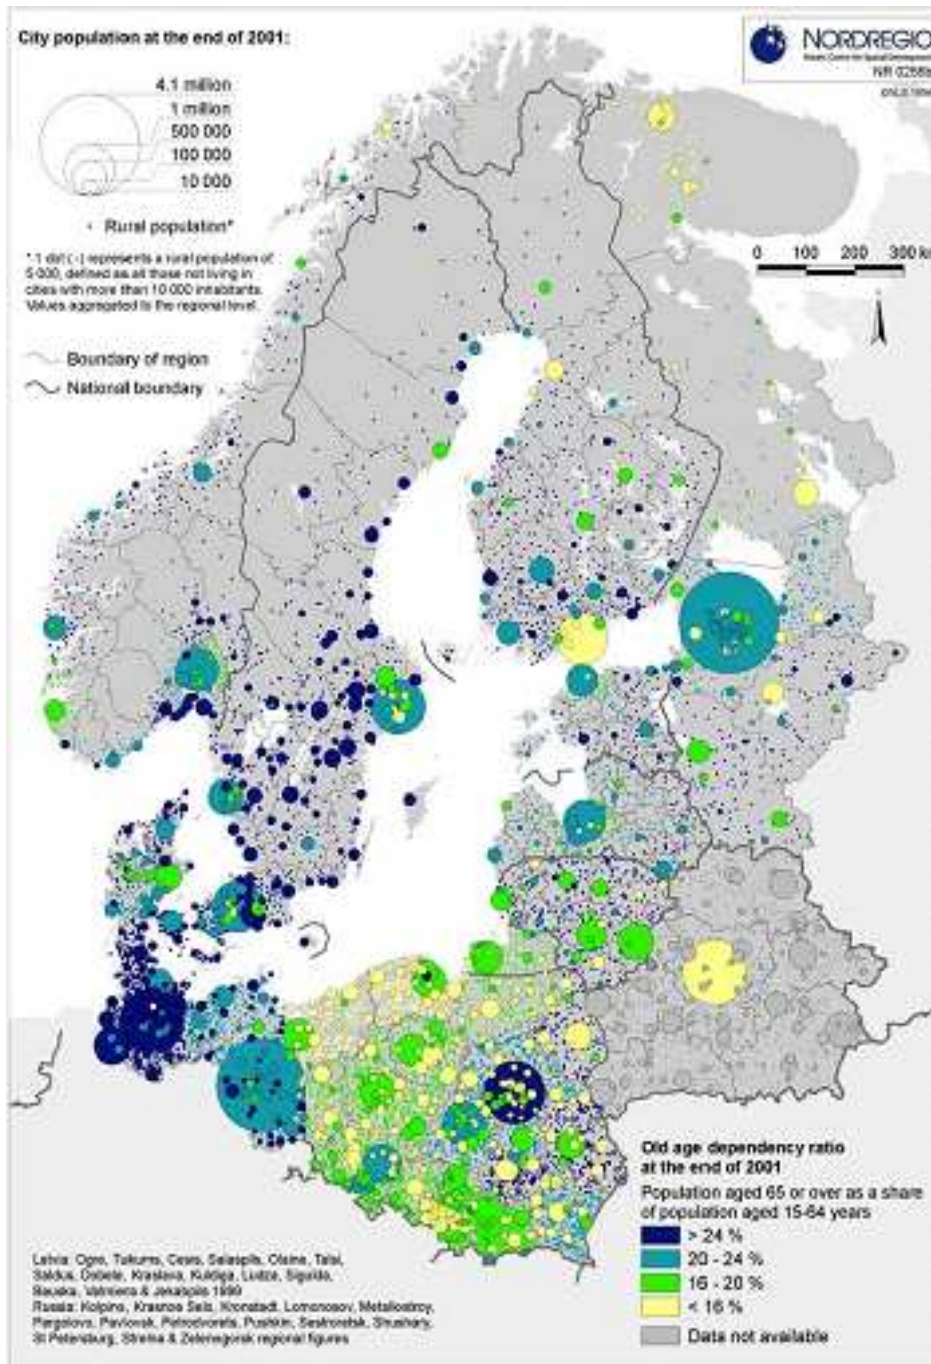 City population at the end of 2001:
4.1 million
1 million
500 000
100 000
10 000
Rural population*
*1 dot (·) represents a rural population of
5 000, defined as all those not living in
cities with more than 10 000 inhabitants.
Values aggregated to the regional level.
Boundary of region
National boundary
NORDREGIO
Nordic Centre for Spatial Development
0 100 200 300 km
Old age dependency ratio
at the end of 2001
Population aged 65 or over as a share
of population aged 15-64 years
> 24 %
20 - 24 %
16 - 20 %
< 16 %
Data not available
Latvia: Ogre, Tukums, Cesis, Salaspils, Olaine, Talsi,
Saldus, Dobele, Kraslava, Kuldiga, Ludza, Sigulda,
Bauska, Valmiera & Jekabpils 1999
Russia: Kolpino, Krasnoe Selo, Kronstadt, Lomonosov, Metallostroy,
Pargolovo, Pavlovsk, Petrodvorets, Pushkin, Sestroretsk, Shushary,
St Petersburg, Strelna & Zelenogorsk regional figures